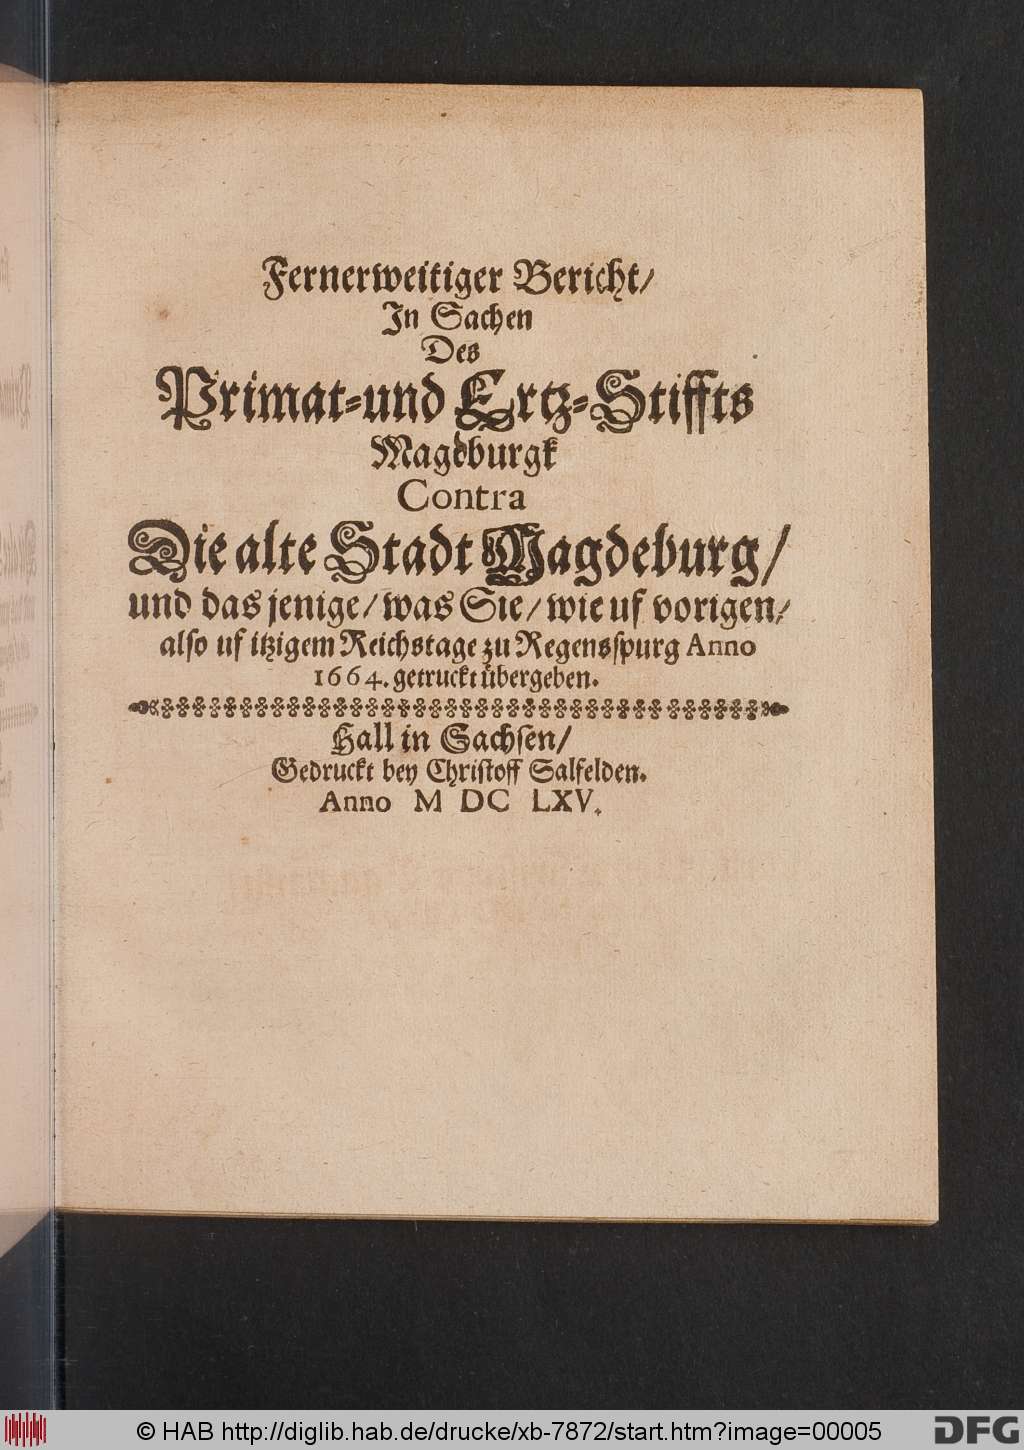 Fernerweitiger Bericht/
In Sachen
Des
Primat-und Ertz-Stiffts
Magdburgk
Contra
Die alte Stadt Magdeburg/
und das jenige/ was Sie/ wie uf vorigen/
also uf itzigem Reichstage zu Regensspurg Anno
1664. getruckt übergeben.
Hall in Sachsen/
Gedruckt bey Christoff Salfelden.
Anno M DC LXV.
© HAB http://diglib.hab.de/drucke/xb-7872/start.htm?image=00005
DFG